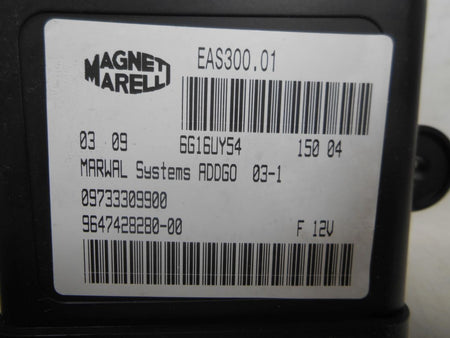 MAGNETI
MARELLI
EAS300.01
03 09 6G16UY54 150 04
MARWAL Systems ADDGO 03-1
09733309900
9647428280-00 F 12V